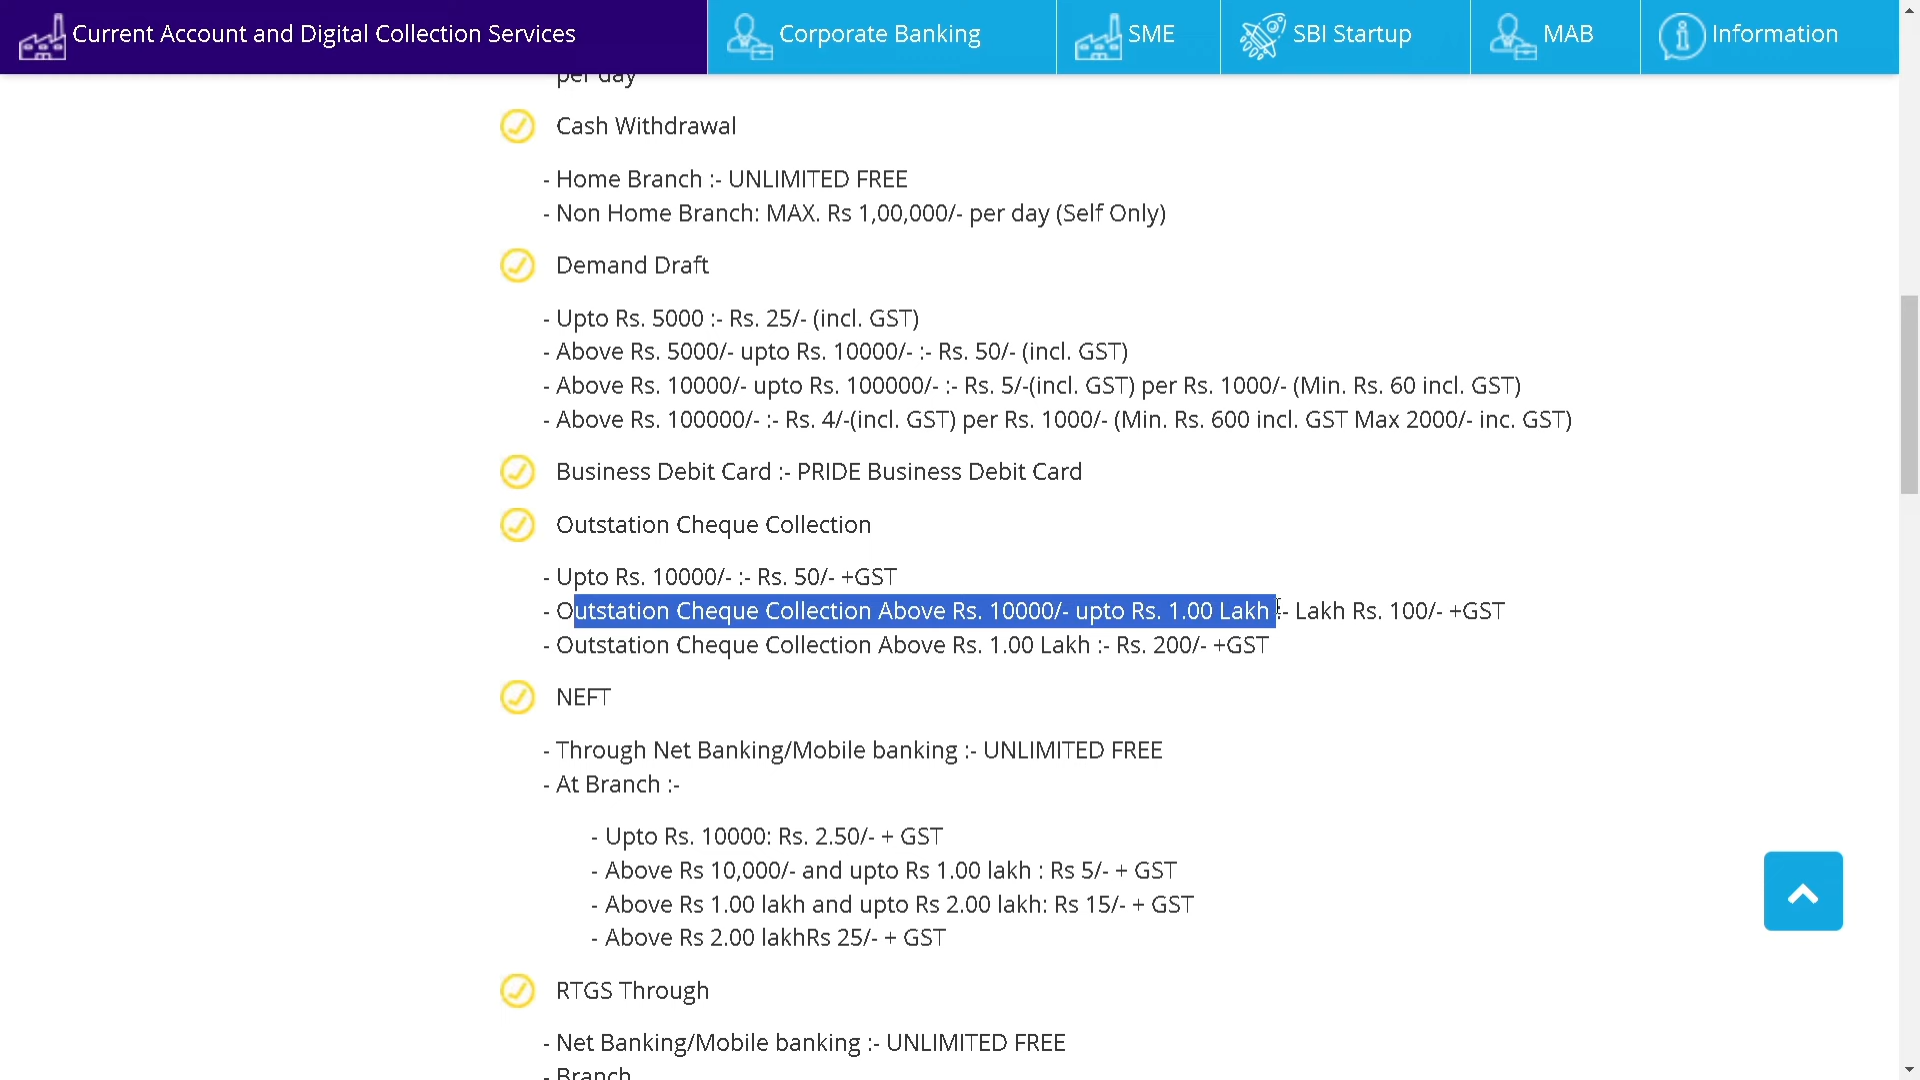 Current Account and Digital Collection Services
Corporate Banking
SME
SBI Startup
MAB
Information
per day
Cash Withdrawal
- Home Branch :- UNLIMITED FREE
- Non Home Branch: MAX. Rs 1,00,000/- per day (Self Only)
Demand Draft
- Upto Rs. 5000 :- Rs. 25/- (incl. GST)
- Above Rs. 5000/- upto Rs. 10000/- :- Rs. 50/- (incl. GST)
- Above Rs. 10000/- upto Rs. 100000/- :- Rs. 5/-(incl. GST) per Rs. 1000/- (Min. Rs. 60 incl. GST)
- Above Rs. 100000/- :- Rs. 4/-(incl. GST) per Rs. 1000/- (Min. Rs. 600 incl. GST Max 2000/- inc. GST)
Business Debit Card :- PRIDE Business Debit Card
Outstation Cheque Collection
- Upto Rs. 10000/- :- Rs. 50/- +GST
- Outstation Cheque Collection Above Rs. 10000/- upto Rs. 1.00 Lakh :- Lakh Rs. 100/- +GST
- Outstation Cheque Collection Above Rs. 1.00 Lakh :- Rs. 200/- +GST
NEFT
- Through Net Banking/Mobile banking :- UNLIMITED FREE
- At Branch :-
- Upto Rs. 10000: Rs. 2.50/- + GST
- Above Rs 10,000/- and upto Rs 1.00 lakh : Rs 5/- + GST
- Above Rs 1.00 lakh and upto Rs 2.00 lakh: Rs 15/- + GST
- Above Rs 2.00 lakhRs 25/- + GST
RTGS Through
- Net Banking/Mobile banking :- UNLIMITED FREE
- Branch